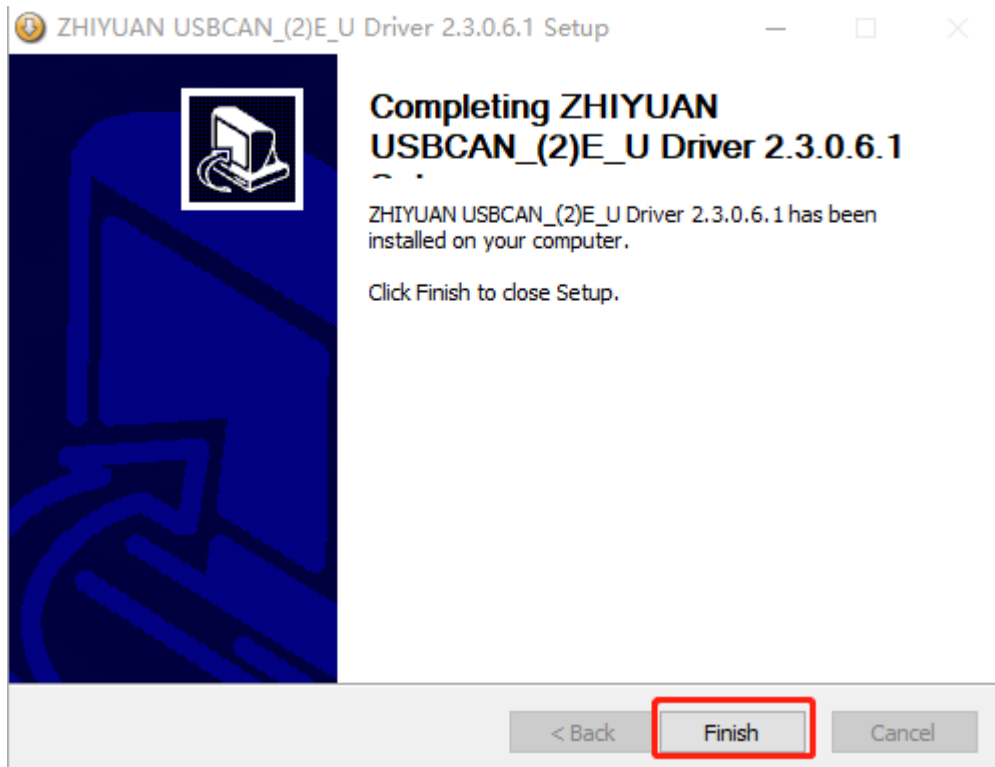 ZHIYUAN USBCAN_(2)E_U Driver 2.3.0.6.1 Setup
Completing ZHIYUAN
USBCAN_(2)E_U Driver 2.3.0.6.1
ZHIYUAN USBCAN_(2)E_U Driver 2.3.0.6.1 has been
installed on your computer.
Click Finish to close Setup.
< Back
Finish
Cancel